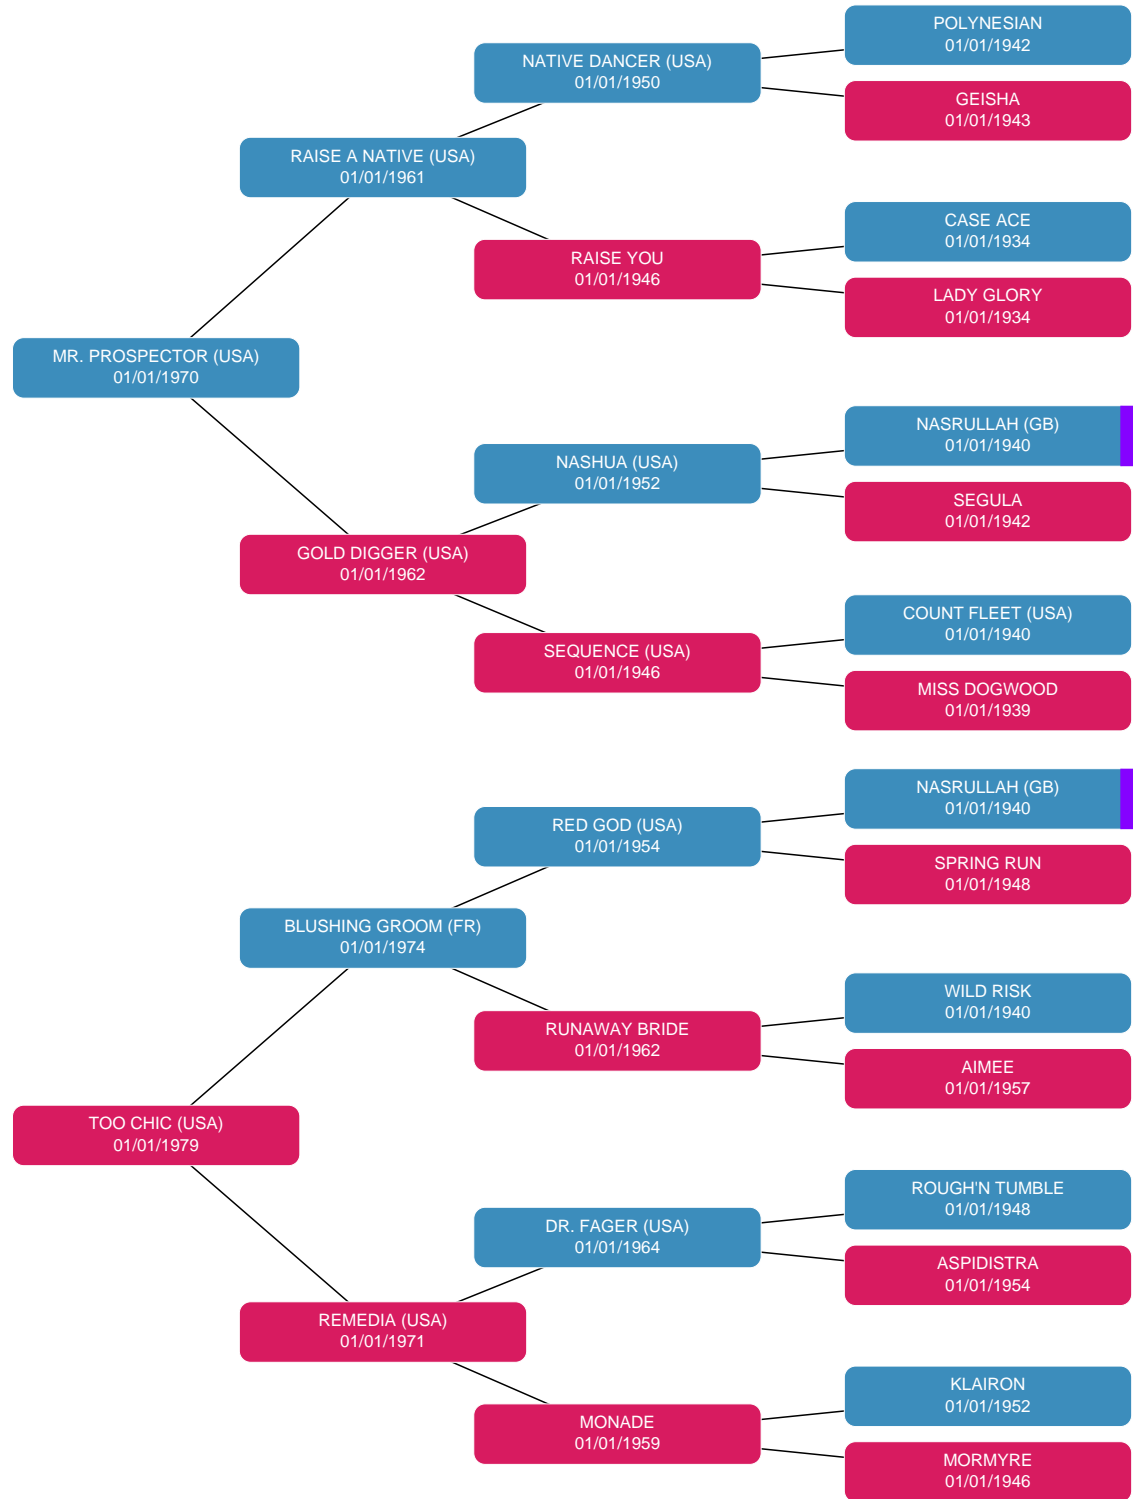 POLYNESIAN
01/01/1942
NATIVE DANCER (USA)
01/01/1950
GEISHA
01/01/1943
RAISE A NATIVE (USA)
01/01/1961
CASE ACE
01/01/1934
RAISE YOU
01/01/1946
LADY GLORY
01/01/1934
MR. PROSPECTOR (USA)
01/01/1970
NASRULLAH (GB)
01/01/1940
NASHUA (USA)
01/01/1952
SEGULA
01/01/1942
GOLD DIGGER (USA)
01/01/1962
COUNT FLEET (USA)
01/01/1940
SEQUENCE (USA)
01/01/1946
MISS DOGWOOD
01/01/1939
NASRULLAH (GB)
01/01/1940
RED GOD (USA)
01/01/1954
SPRING RUN
01/01/1948
BLUSHING GROOM (FR)
01/01/1974
WILD RISK
01/01/1940
RUNAWAY BRIDE
01/01/1962
AIMEE
01/01/1957
TOO CHIC (USA)
01/01/1979
ROUGH'N TUMBLE
01/01/1948
DR. FAGER (USA)
01/01/1964
ASPIDISTRA
01/01/1954
REMEDIA (USA)
01/01/1971
KLAIRON
01/01/1952
MONADE
01/01/1959
MORMYRE
01/01/1946